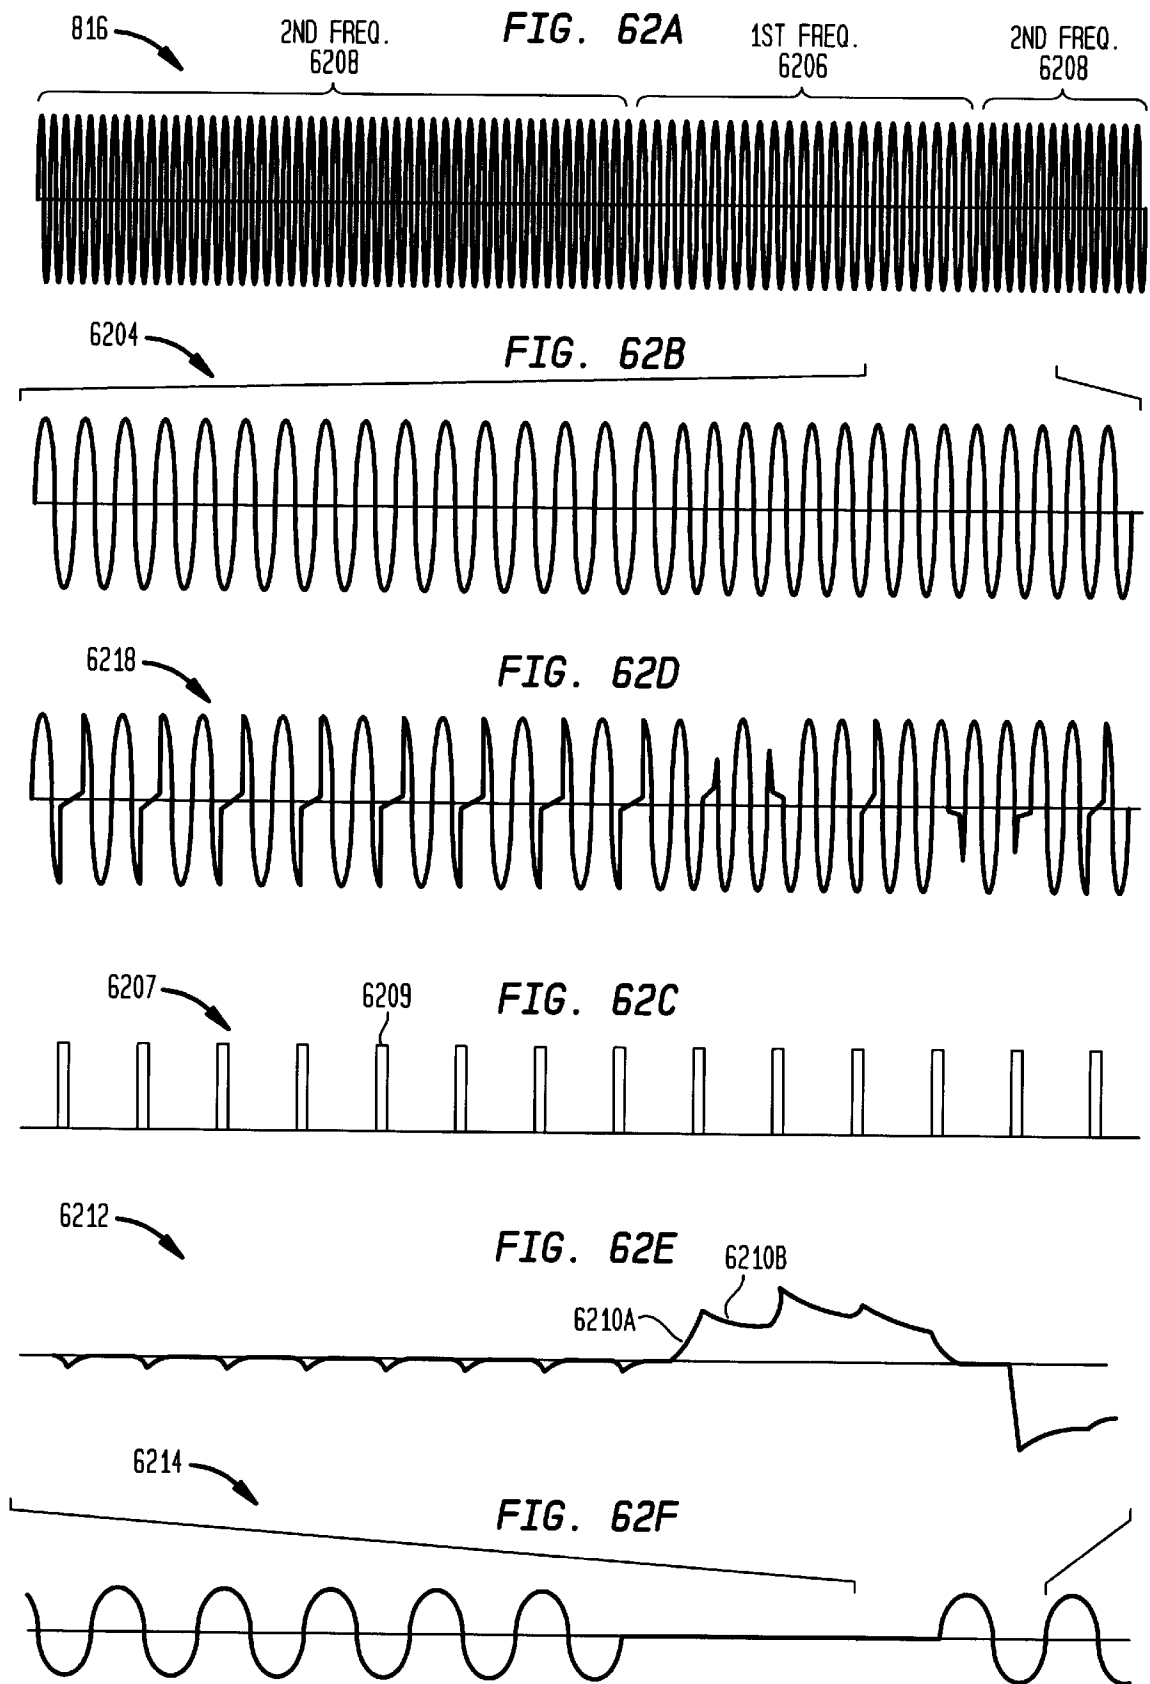 816
2ND FREQ.
6208
FIG. 62A
1ST FREQ.
6206
2ND FREQ.
6208
6204
FIG. 62B
6218
FIG. 62D
6207
6209
FIG. 62C
6212
FIG. 62E
6210B
6210A
6214
FIG. 62F